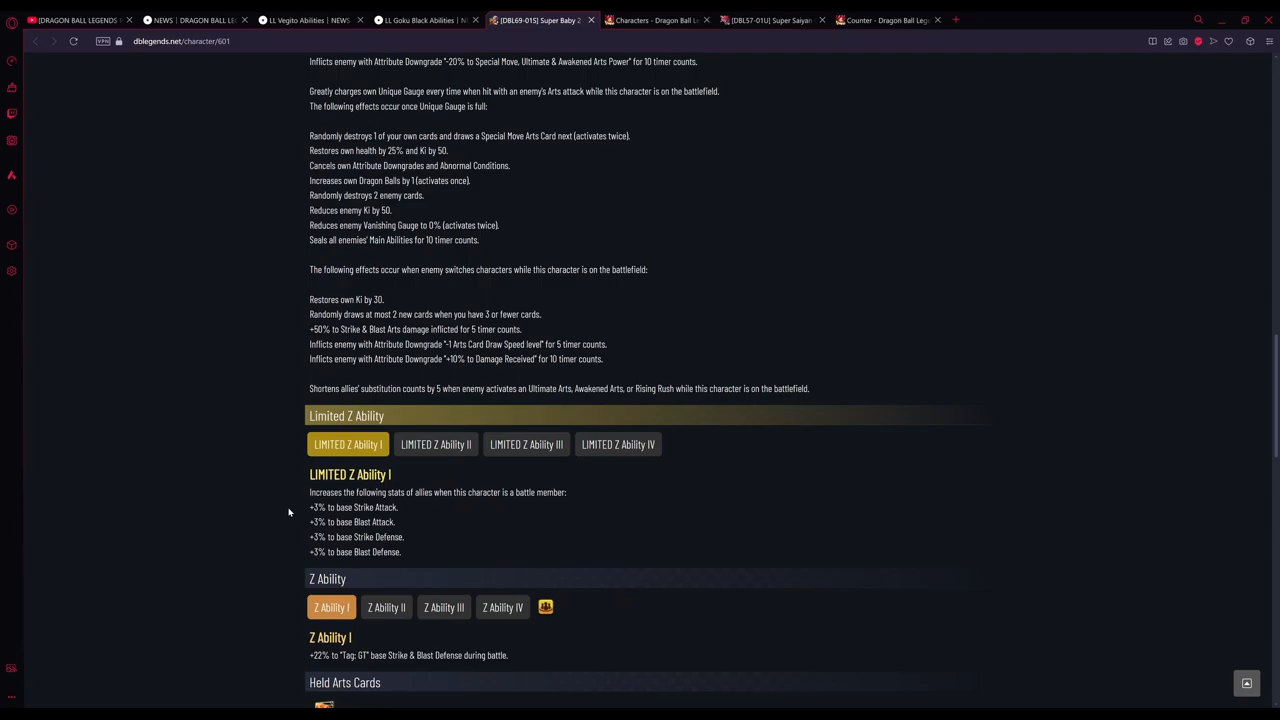 [DRAGON BALL LEGENDS
NEWS | DRAGON BALL LEG
LL Vegito Abilities | NEWS
LL Goku Black Abilities | N
[DBL69-01S] Super Baby 2
Characters - Dragon Ball Le
[DBL57-01U] Super Saiyan
Counter - Dragon Ball Lege
VPN
dblegends.net/character/601
Inflicts enemy with Attribute Downgrade "-20% to Special Move, Ultimate & Awakened Arts Power" for 10 timer counts.
Greatly charges own Unique Gauge every time when hit with an enemy's Arts attack while this character is on the battlefield.
The following effects occur once Unique Gauge is full:
Randomly destroys 1 of your own cards and draws a Special Move Arts Card next (activates twice).
Restores own health by 25% and Ki by 50.
Cancels own Attribute Downgrades and Abnormal Conditions.
Increases own Dragon Balls by 1 (activates once).
Randomly destroys 2 enemy cards.
Reduces enemy Ki by 50.
Reduces enemy Vanishing Gauge to 0% (activates twice).
Seals all enemies' Main Abilities for 10 timer counts.
The following effects occur when enemy switches characters while this character is on the battlefield:
Restores own Ki by 30.
Randomly draws at most 2 new cards when you have 3 or fewer cards.
+50% to Strike & Blast Arts damage inflicted for 5 timer counts.
Inflicts enemy with Attribute Downgrade "-1 Arts Card Draw Speed level" for 5 timer counts.
Inflicts enemy with Attribute Downgrade "+10% to Damage Received" for 10 timer counts.
Shortens allies' substitution counts by 5 when enemy activates an Ultimate Arts, Awakened Arts, or Rising Rush while this character is on the battlefield.
Limited Z Ability
LIMITED Z Ability I
LIMITED Z Ability II
LIMITED Z Ability III
LIMITED Z Ability IV
LIMITED Z Ability I
Increases the following stats of allies when this character is a battle member:
+3% to base Strike Attack.
+3% to base Blast Attack.
+3% to base Strike Defense.
+3% to base Blast Defense.
Z Ability
Z Ability I
Z Ability II
Z Ability III
Z Ability IV
Z Ability I
+22% to "Tag: GT" base Strike & Blast Defense during battle.
Held Arts Cards